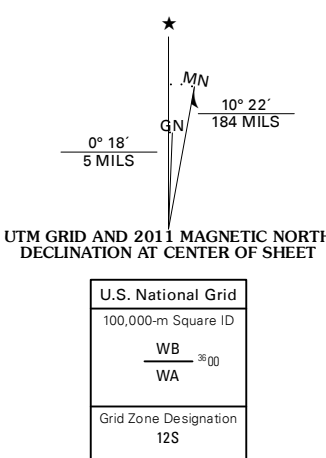 ★
MN
GN
10° 22´
184 MILS
0° 18´
5 MILS
UTM GRID AND 2011 MAGNETIC NORTH
DECLINATION AT CENTER OF SHEET
U.S. National Grid
100,000-m Square ID
WB
3600
WA
Grid Zone Designation
12S